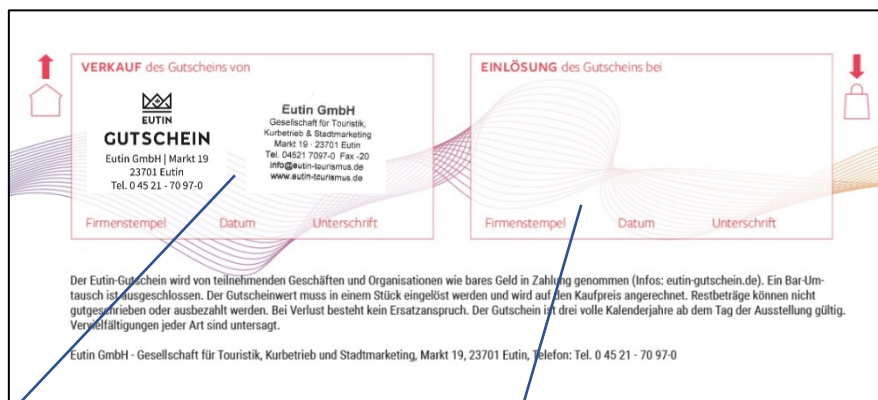 VERKAUF des Gutscheins von
EUTIN
GUTSCHEIN
Eutin GmbH | Markt 19
23701 Eutin
Tel. 0 45 21 - 70 97-0
Eutin GmbH
Gesellschaft für Touristik,
Kurbetrieb & Stadtmarketing
Markt 19 · 23701 Eutin
Tel. 04521 7097-0 Fax -20
info@eutin-tourismus.de
www.eutin-tourismus.de
Firmenstempel Datum Unterschrift
EINLÖSUNG des Gutscheins bei
Firmenstempel Datum Unterschrift
Der Eutin-Gutschein wird von teilnehmenden Geschäften und Organisationen wie bares Geld in Zahlung genommen (Infos: eutin-gutschein.de). Ein Bar-Um-
tausch ist ausgeschlossen. Der Gutscheinwert muss in einem Stück eingelöst werden und wird auf den Kaufpreis angerechnet. Restbeträge können nicht
gutgeschrieben oder ausbezahlt werden. Bei Verlust besteht kein Ersatzanspruch. Der Gutschein ist drei volle Kalenderjahre ab dem Tag der Ausstellung gültig.
Vervielfältigungen jeder Art sind untersagt.
Eutin GmbH - Gesellschaft für Touristik, Kurbetrieb und Stadtmarketing, Markt 19, 23701 Eutin, Telefon: Tel. 0 45 21 - 70 97-0